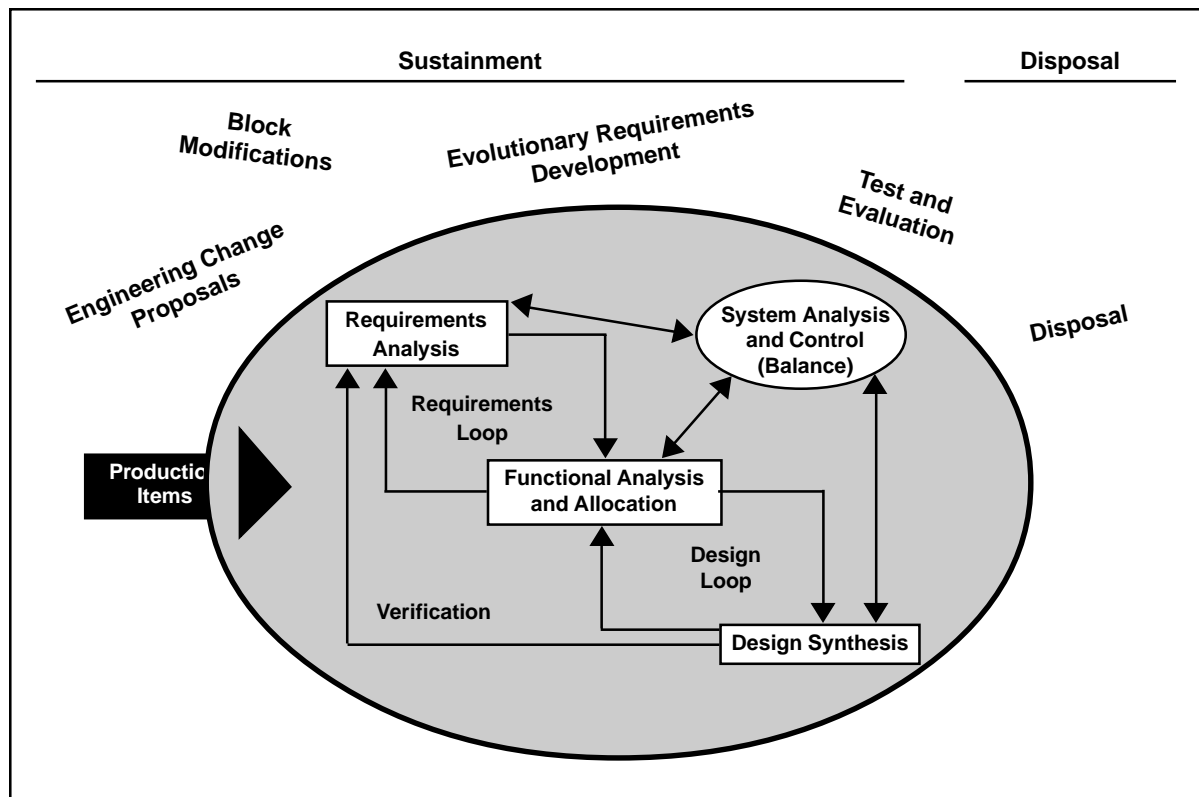 Sustainment
Disposal
Block
Modifications
Evolutionary Requirements
Development
Test and
Evaluation
Engineering Change
Proposals
Disposal
Requirements
Analysis
System Analysis
and Control
(Balance)
Requirements
Loop
Production
Items
Functional Analysis
and Allocation
Design
Loop
Verification
Design Synthesis